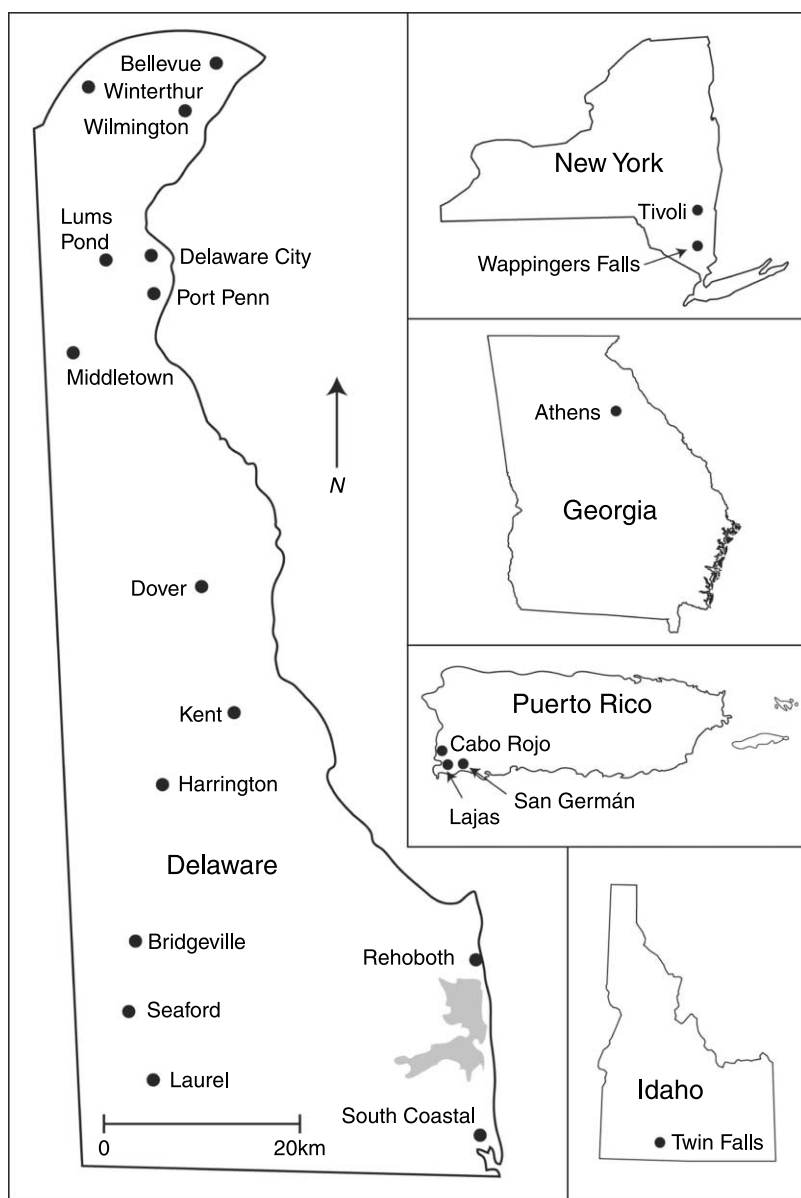 Bellevue
Winterthur
Wilmington
Lums
Pond
Delaware City
Port Penn
Middletown
N
Dover
Kent
Harrington
Delaware
Bridgeville
Rehoboth
Seaford
Laurel
South Coastal
0
20km
New York
Tivoli
Wappingers Falls
Athens
Georgia
Puerto Rico
Cabo Rojo
San Germán
Lajas
Idaho
Twin Falls